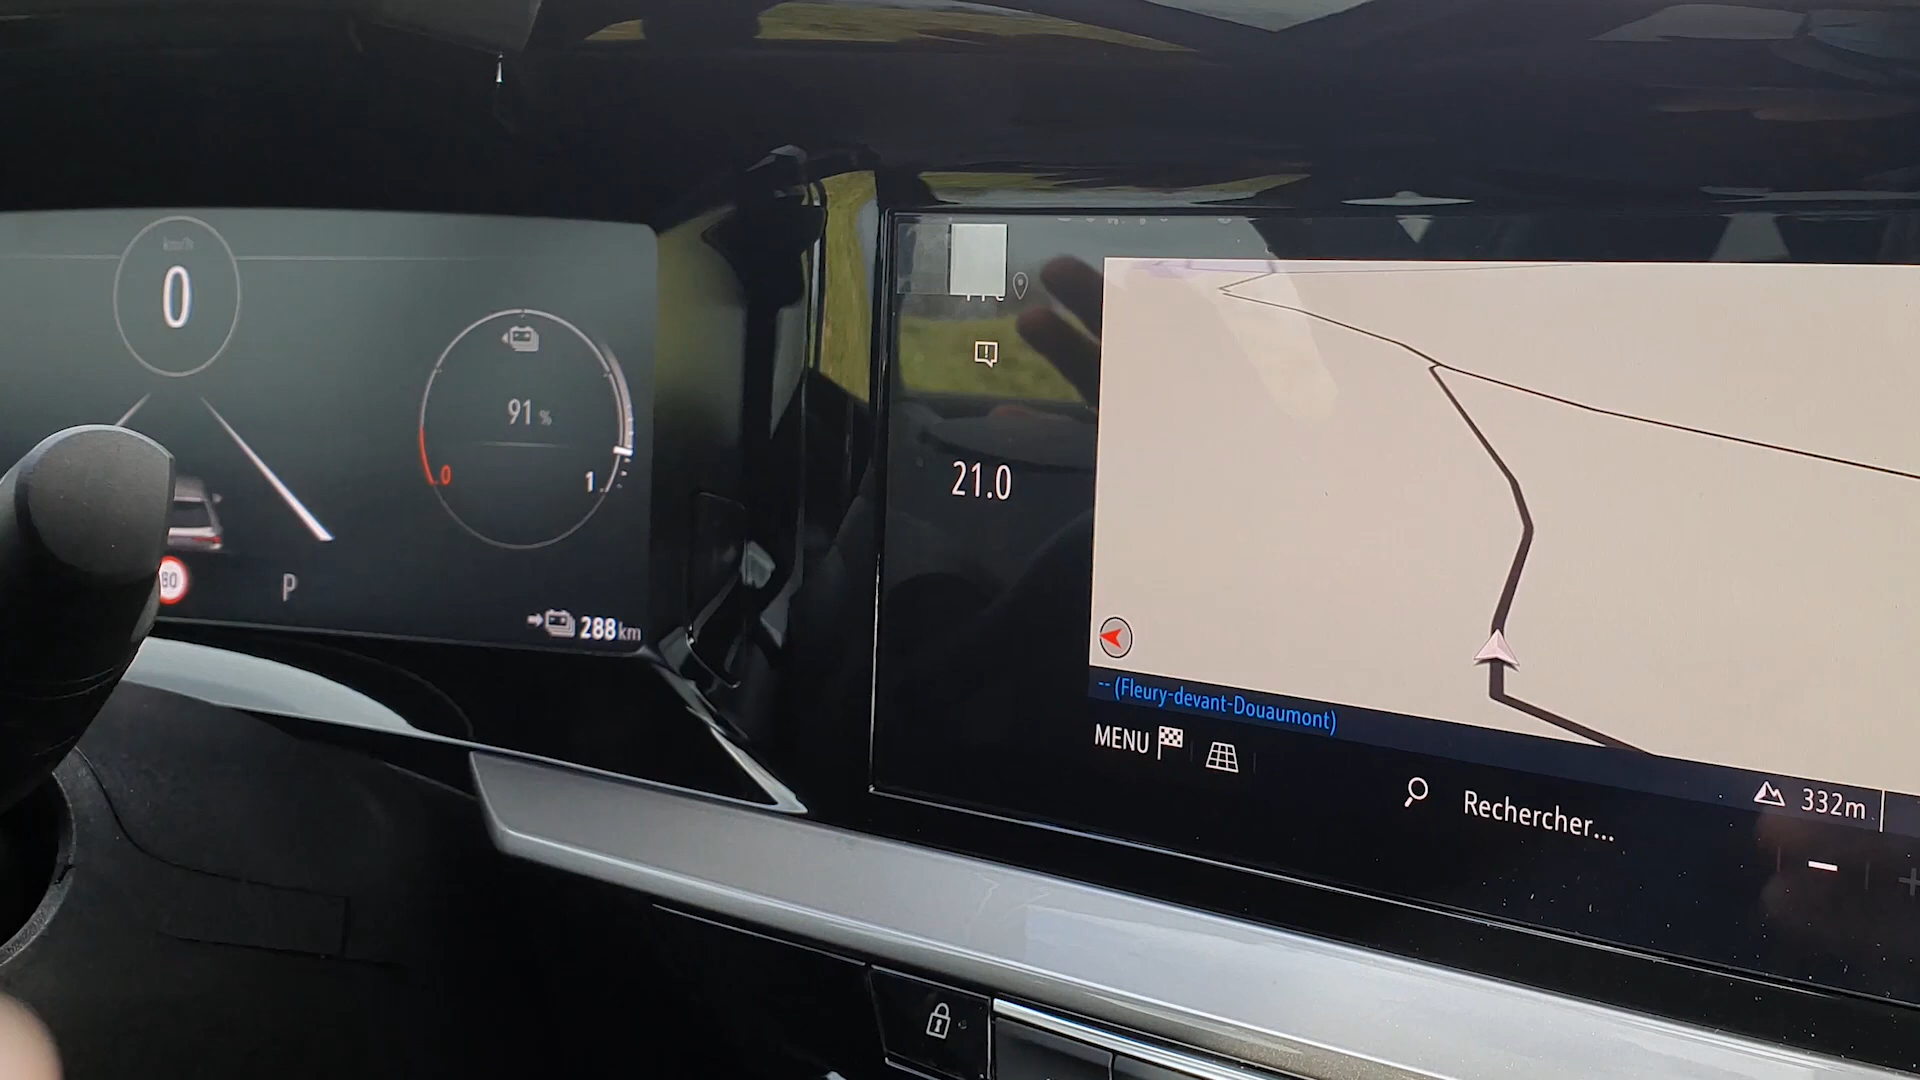 km/h
0
91 %
0
1
80
P
288 km
21.0
-- (Fleury-devant-Douaumont)
MENU
Rechercher...
332m